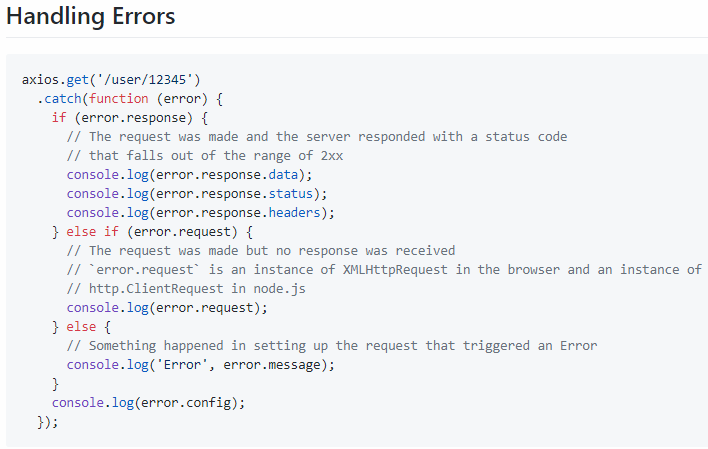 Handling Errors
axios.get('/user/12345')
  .catch(function (error) {
    if (error.response) {
      // The request was made and the server responded with a status code
      // that falls out of the range of 2xx
      console.log(error.response.data);
      console.log(error.response.status);
      console.log(error.response.headers);
    } else if (error.request) {
      // The request was made but no response was received
      // `error.request` is an instance of XMLHttpRequest in the browser and an instance of
      // http.ClientRequest in node.js
      console.log(error.request);
    } else {
      // Something happened in setting up the request that triggered an Error
      console.log('Error', error.message);
    }
    console.log(error.config);
  });